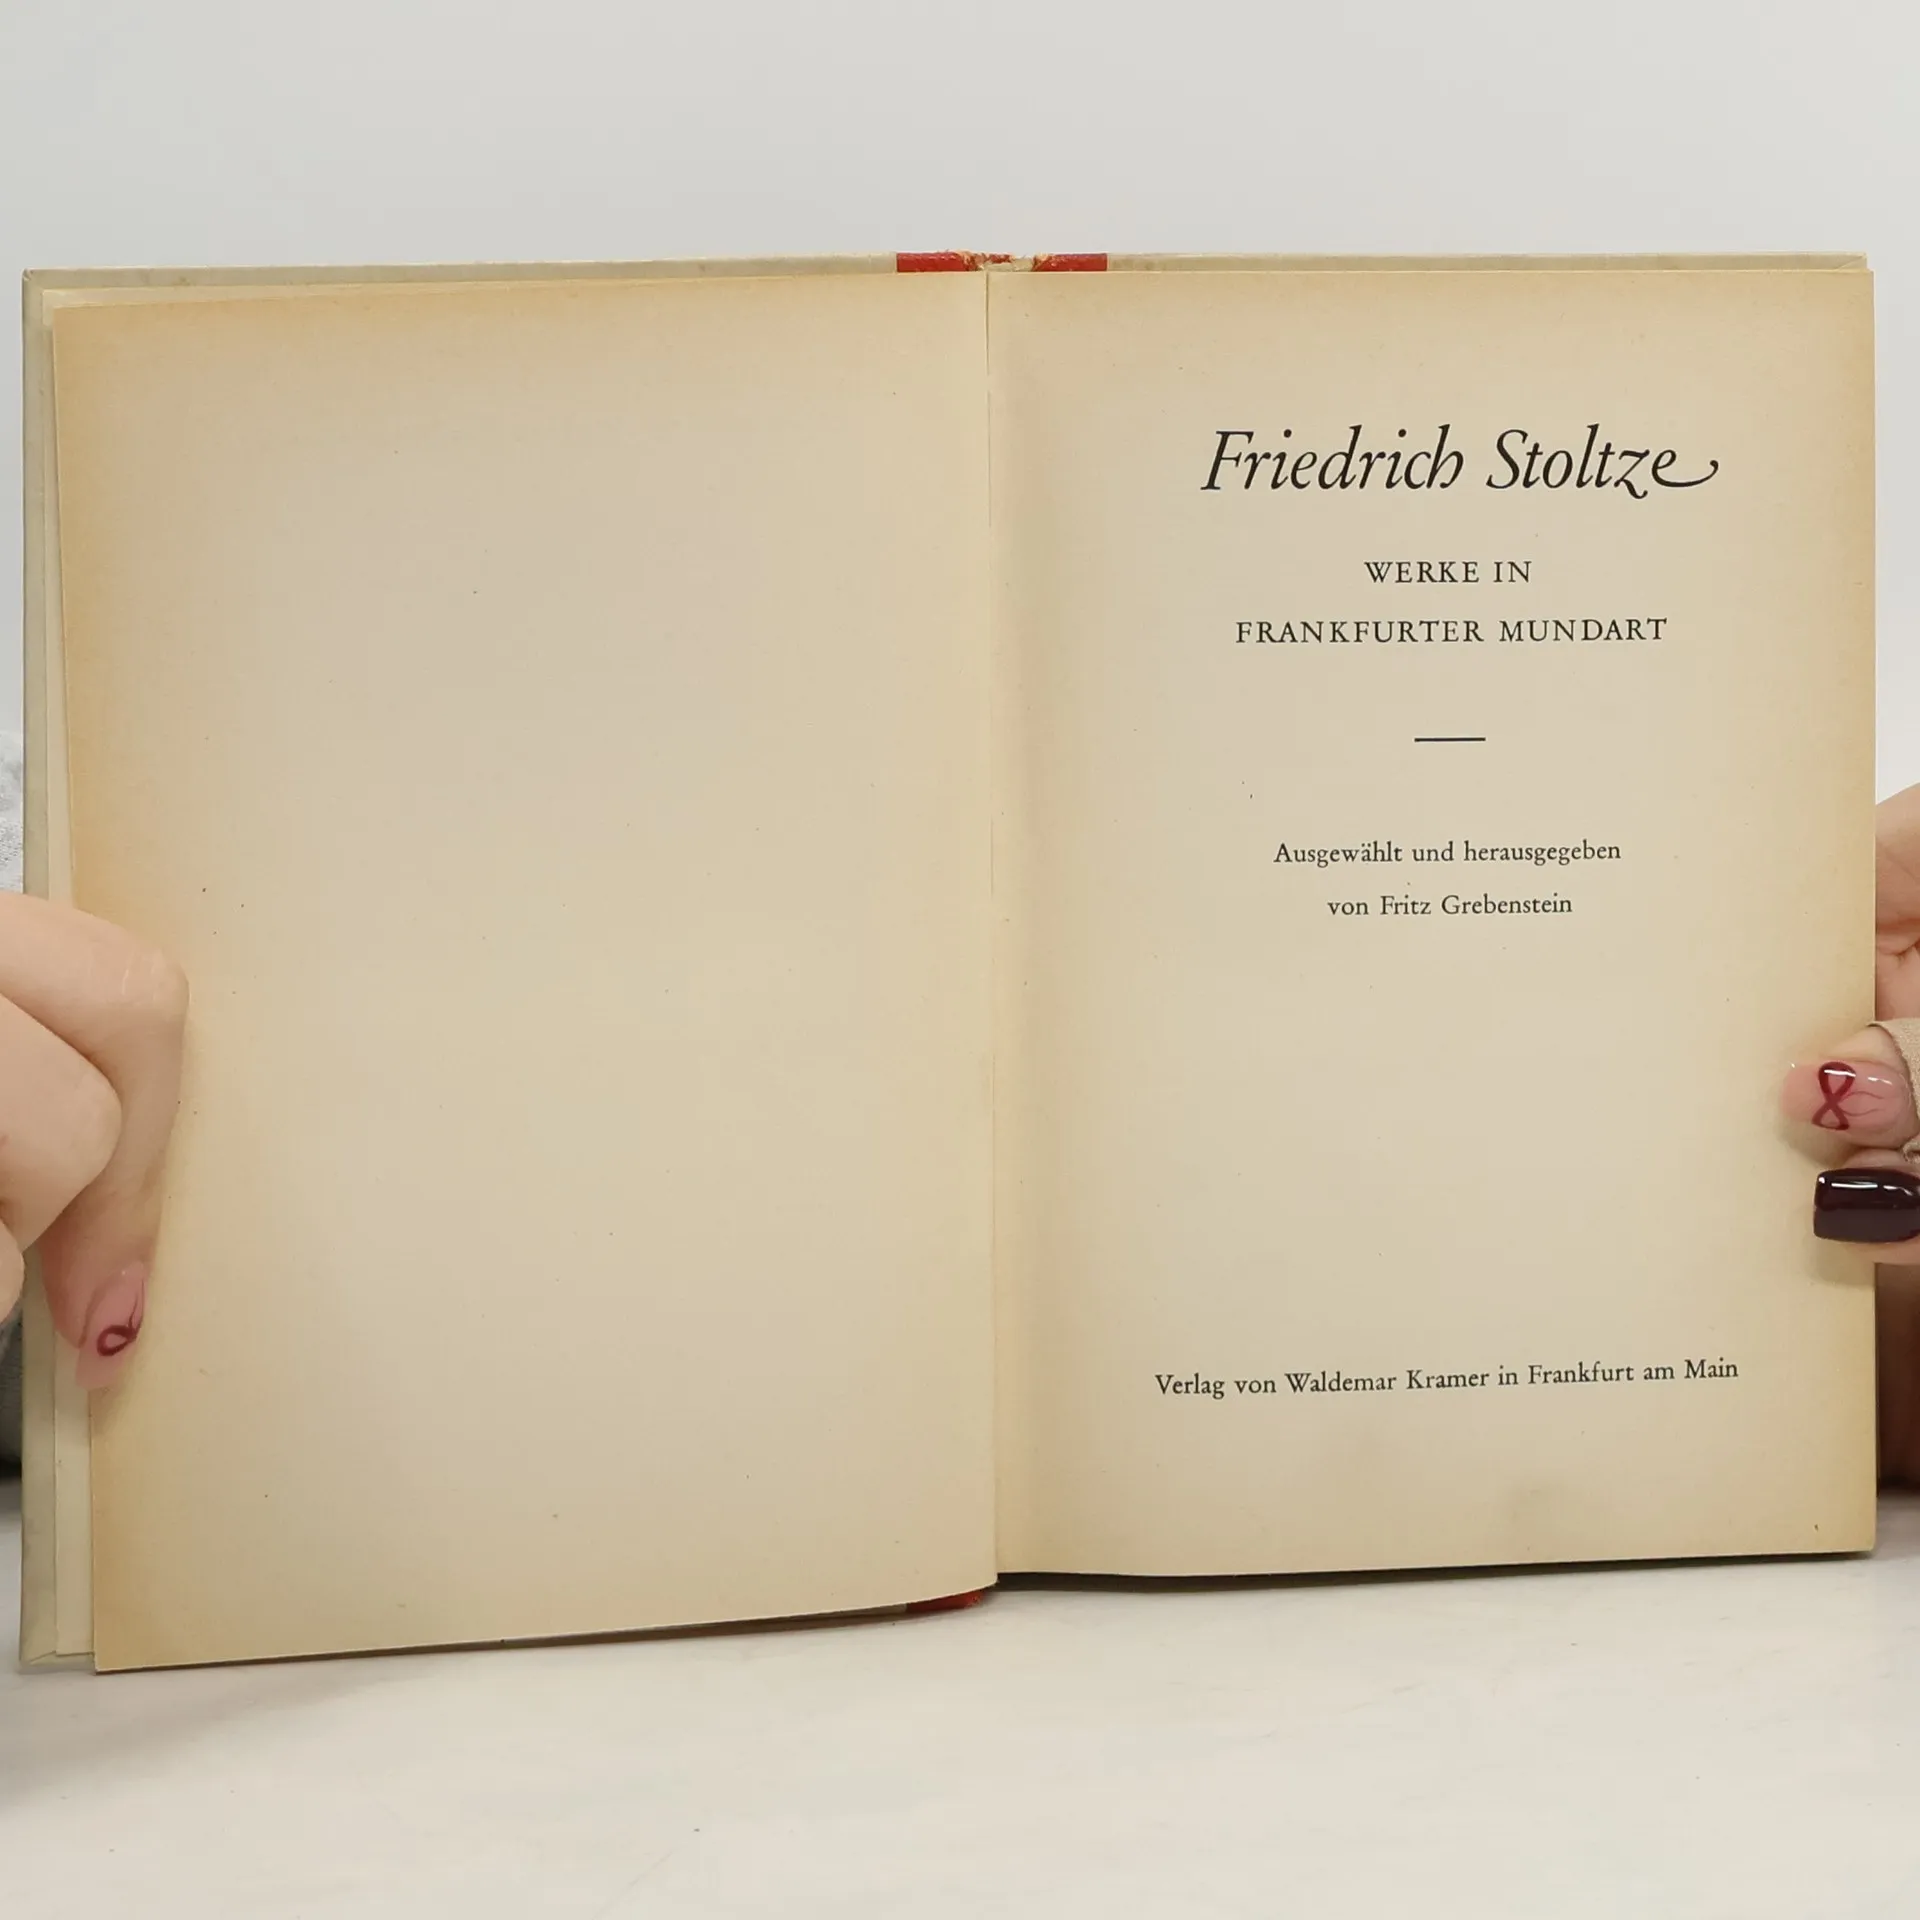 Friedrich Stoltze
WERKE IN
FRANKFURTER MUNDART
Ausgewählt und herausgegeben
von Fritz Grebenstein
Verlag von Waldemar Kramer in Frankfurt am Main